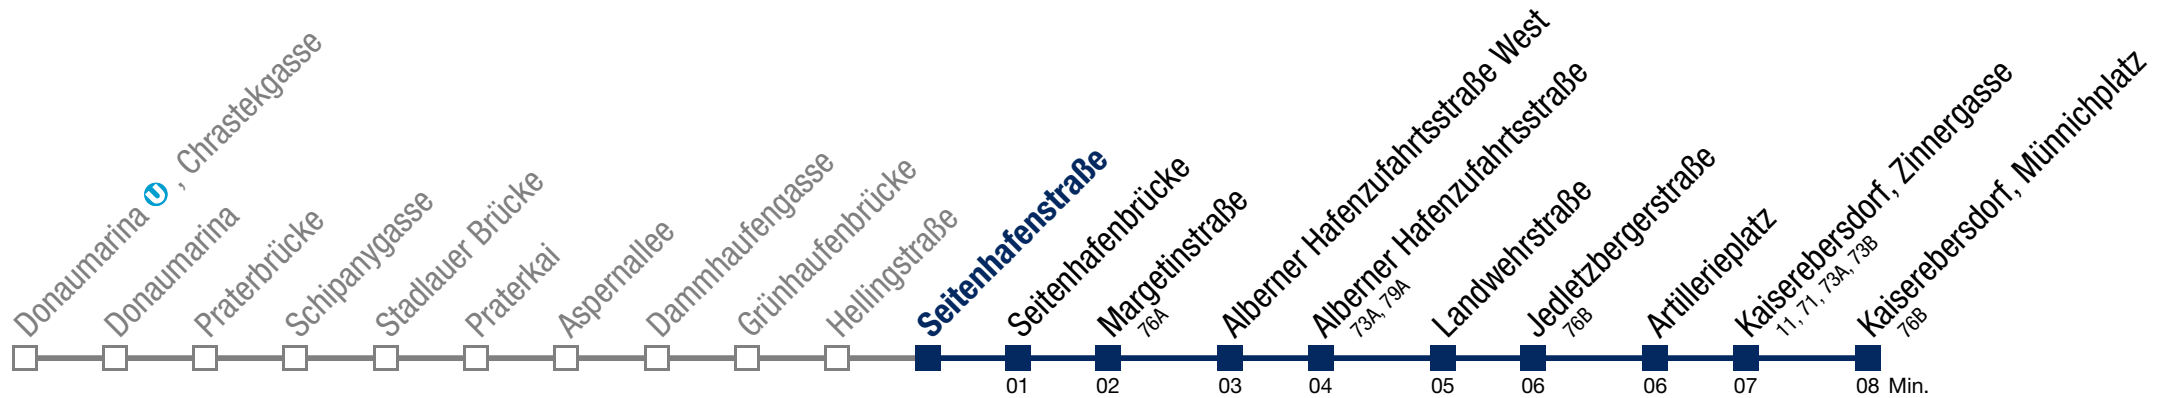 Donaumarina U , Chrastekgasse
Donaumarina
Praterbrücke
Schipanygasse
Stadlauer Brücke
Praterkai
Aspernallee
Dammhaufengasse
Grünhaufenbrücke
Hellingstraße
Seitenhafenstraße
Seitenhafenbrücke
Margetinstraße
76A
Alberner Hafenzufahrtsstraße West
Alberner Hafenzufahrtsstraße
73A, 79A
Landwehrstraße
Jedletzbergerstraße
76B
Artillerieplatz
Kaiserebersdorf, Zinnergasse
11, 71, 73A, 73B
Kaiserebersdorf, Münnichplatz
76B
01 02 03 04 05 06 06 07 08 Min.